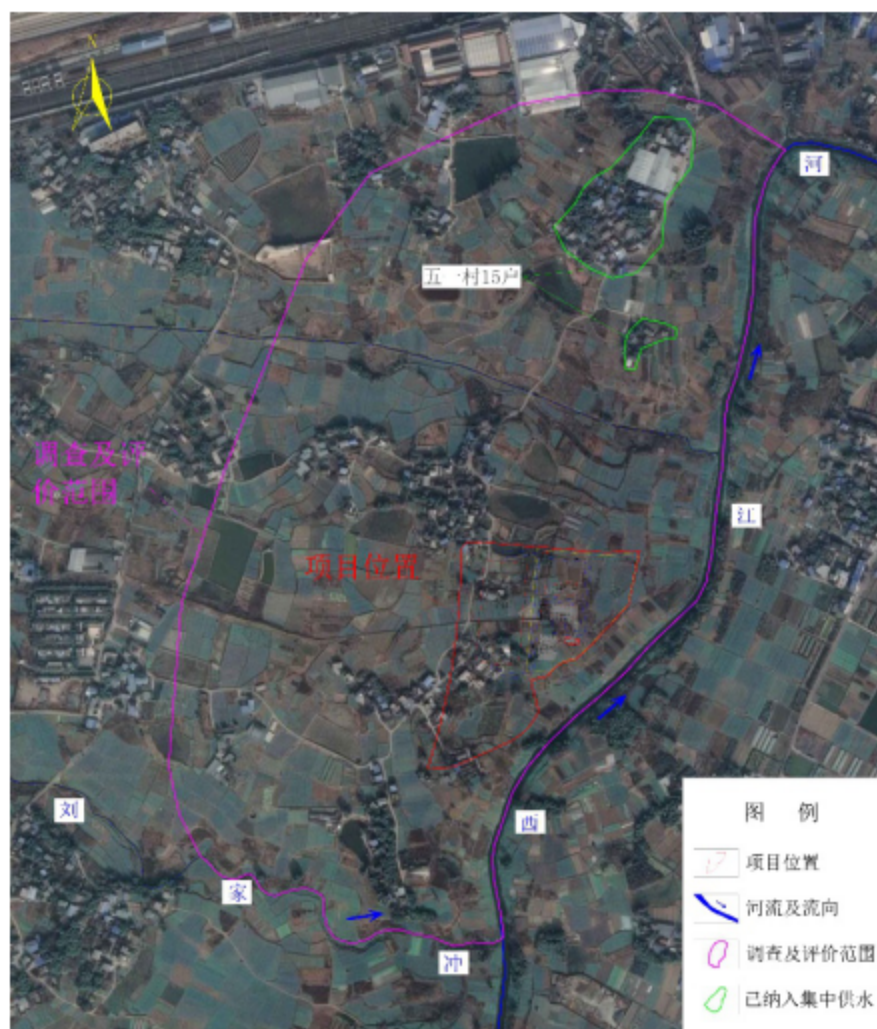 N
河
五一村15户
调查及评
价范围
江
项目位置
刘
西
家
冲
图 例
项目位置
河流及流向
调查及评价范围
已纳入集中供水